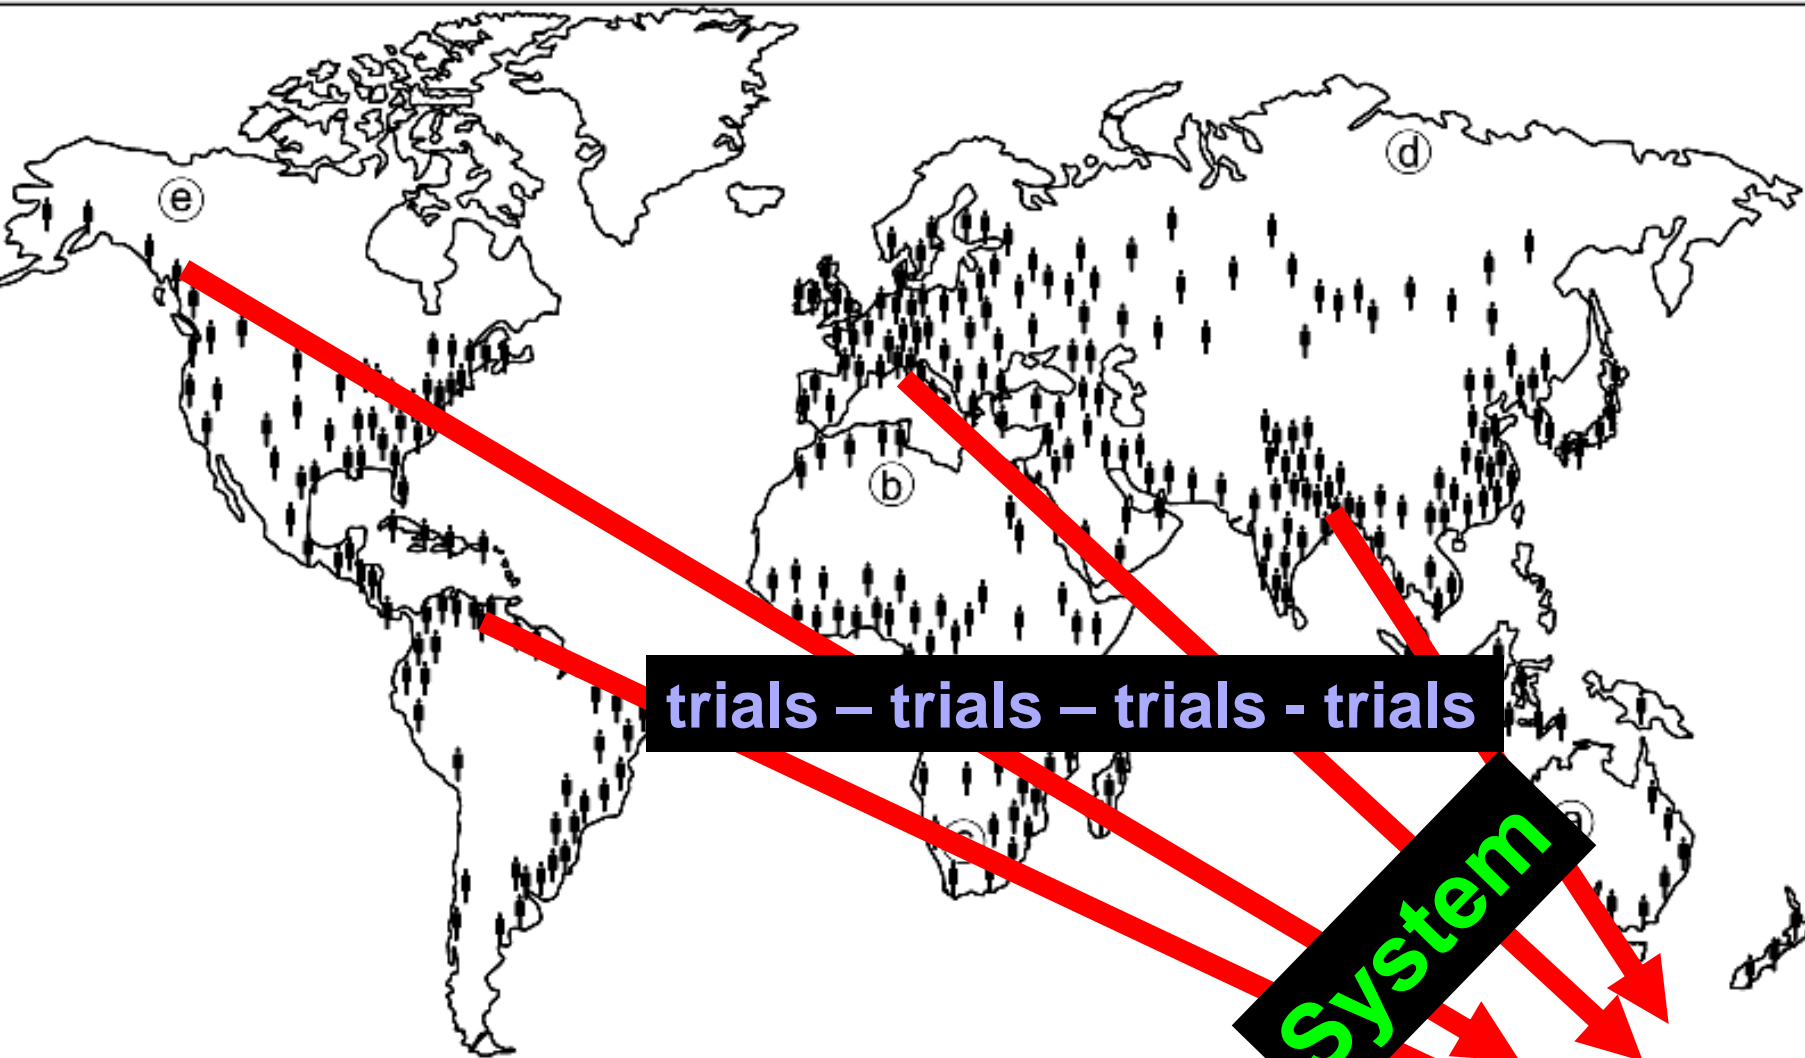 d
e
b
trials – trials – trials - trials
c
a
System